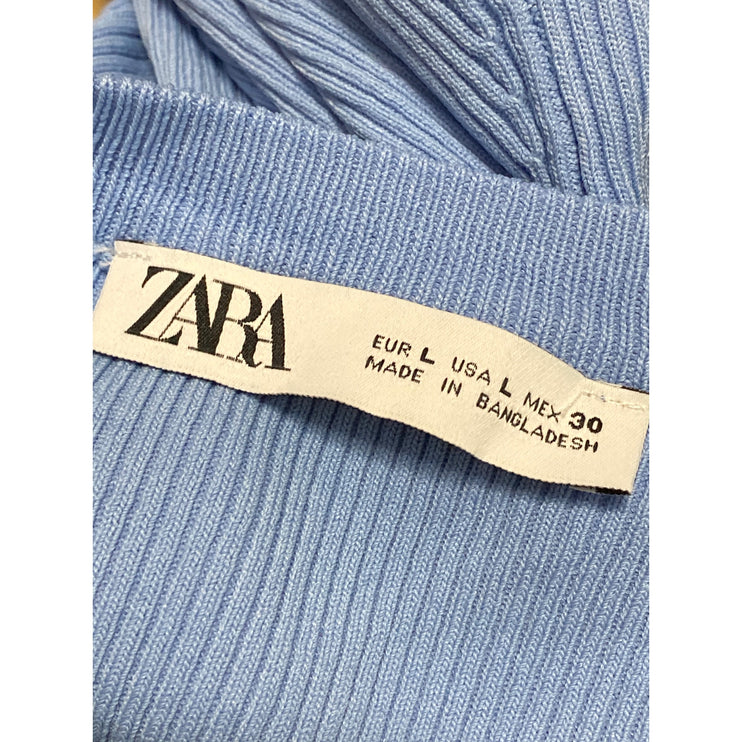 ZARA
EUR L USA L MEX 30
MADE IN BANGLADESH